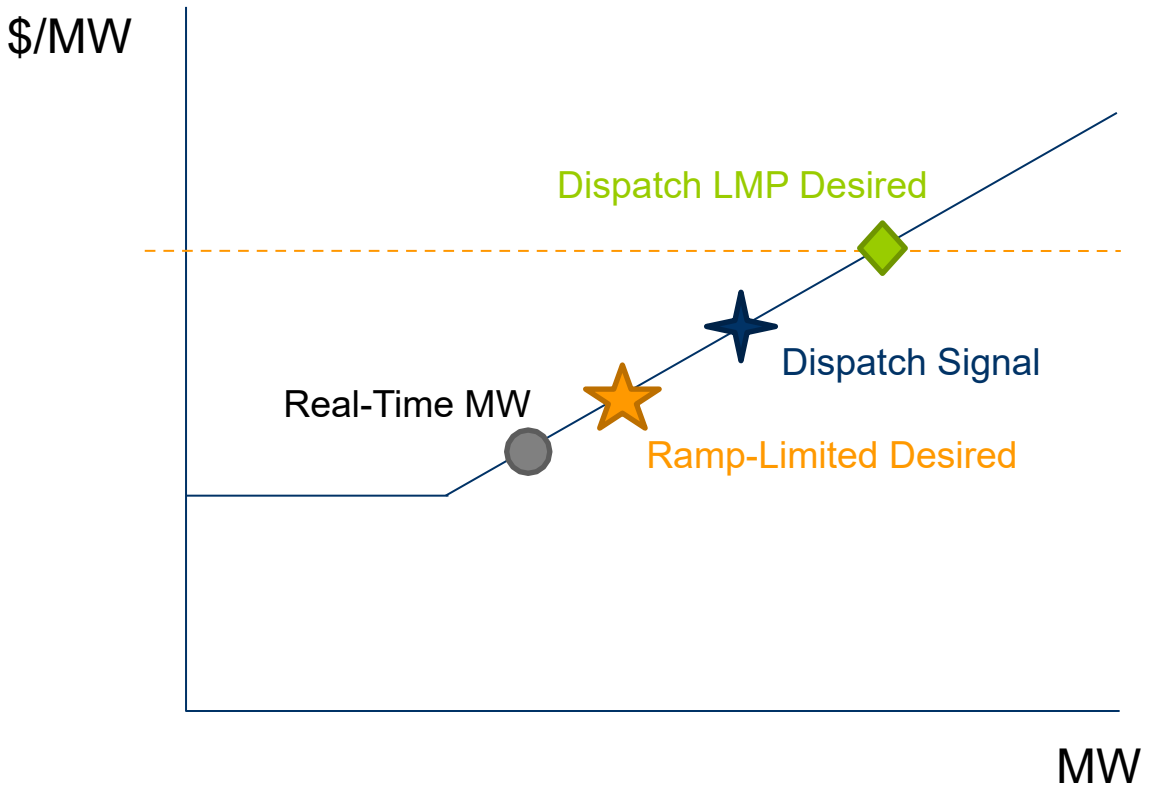 $/MW
Dispatch LMP Desired
Dispatch Signal
Real-Time MW
Ramp-Limited Desired
MW